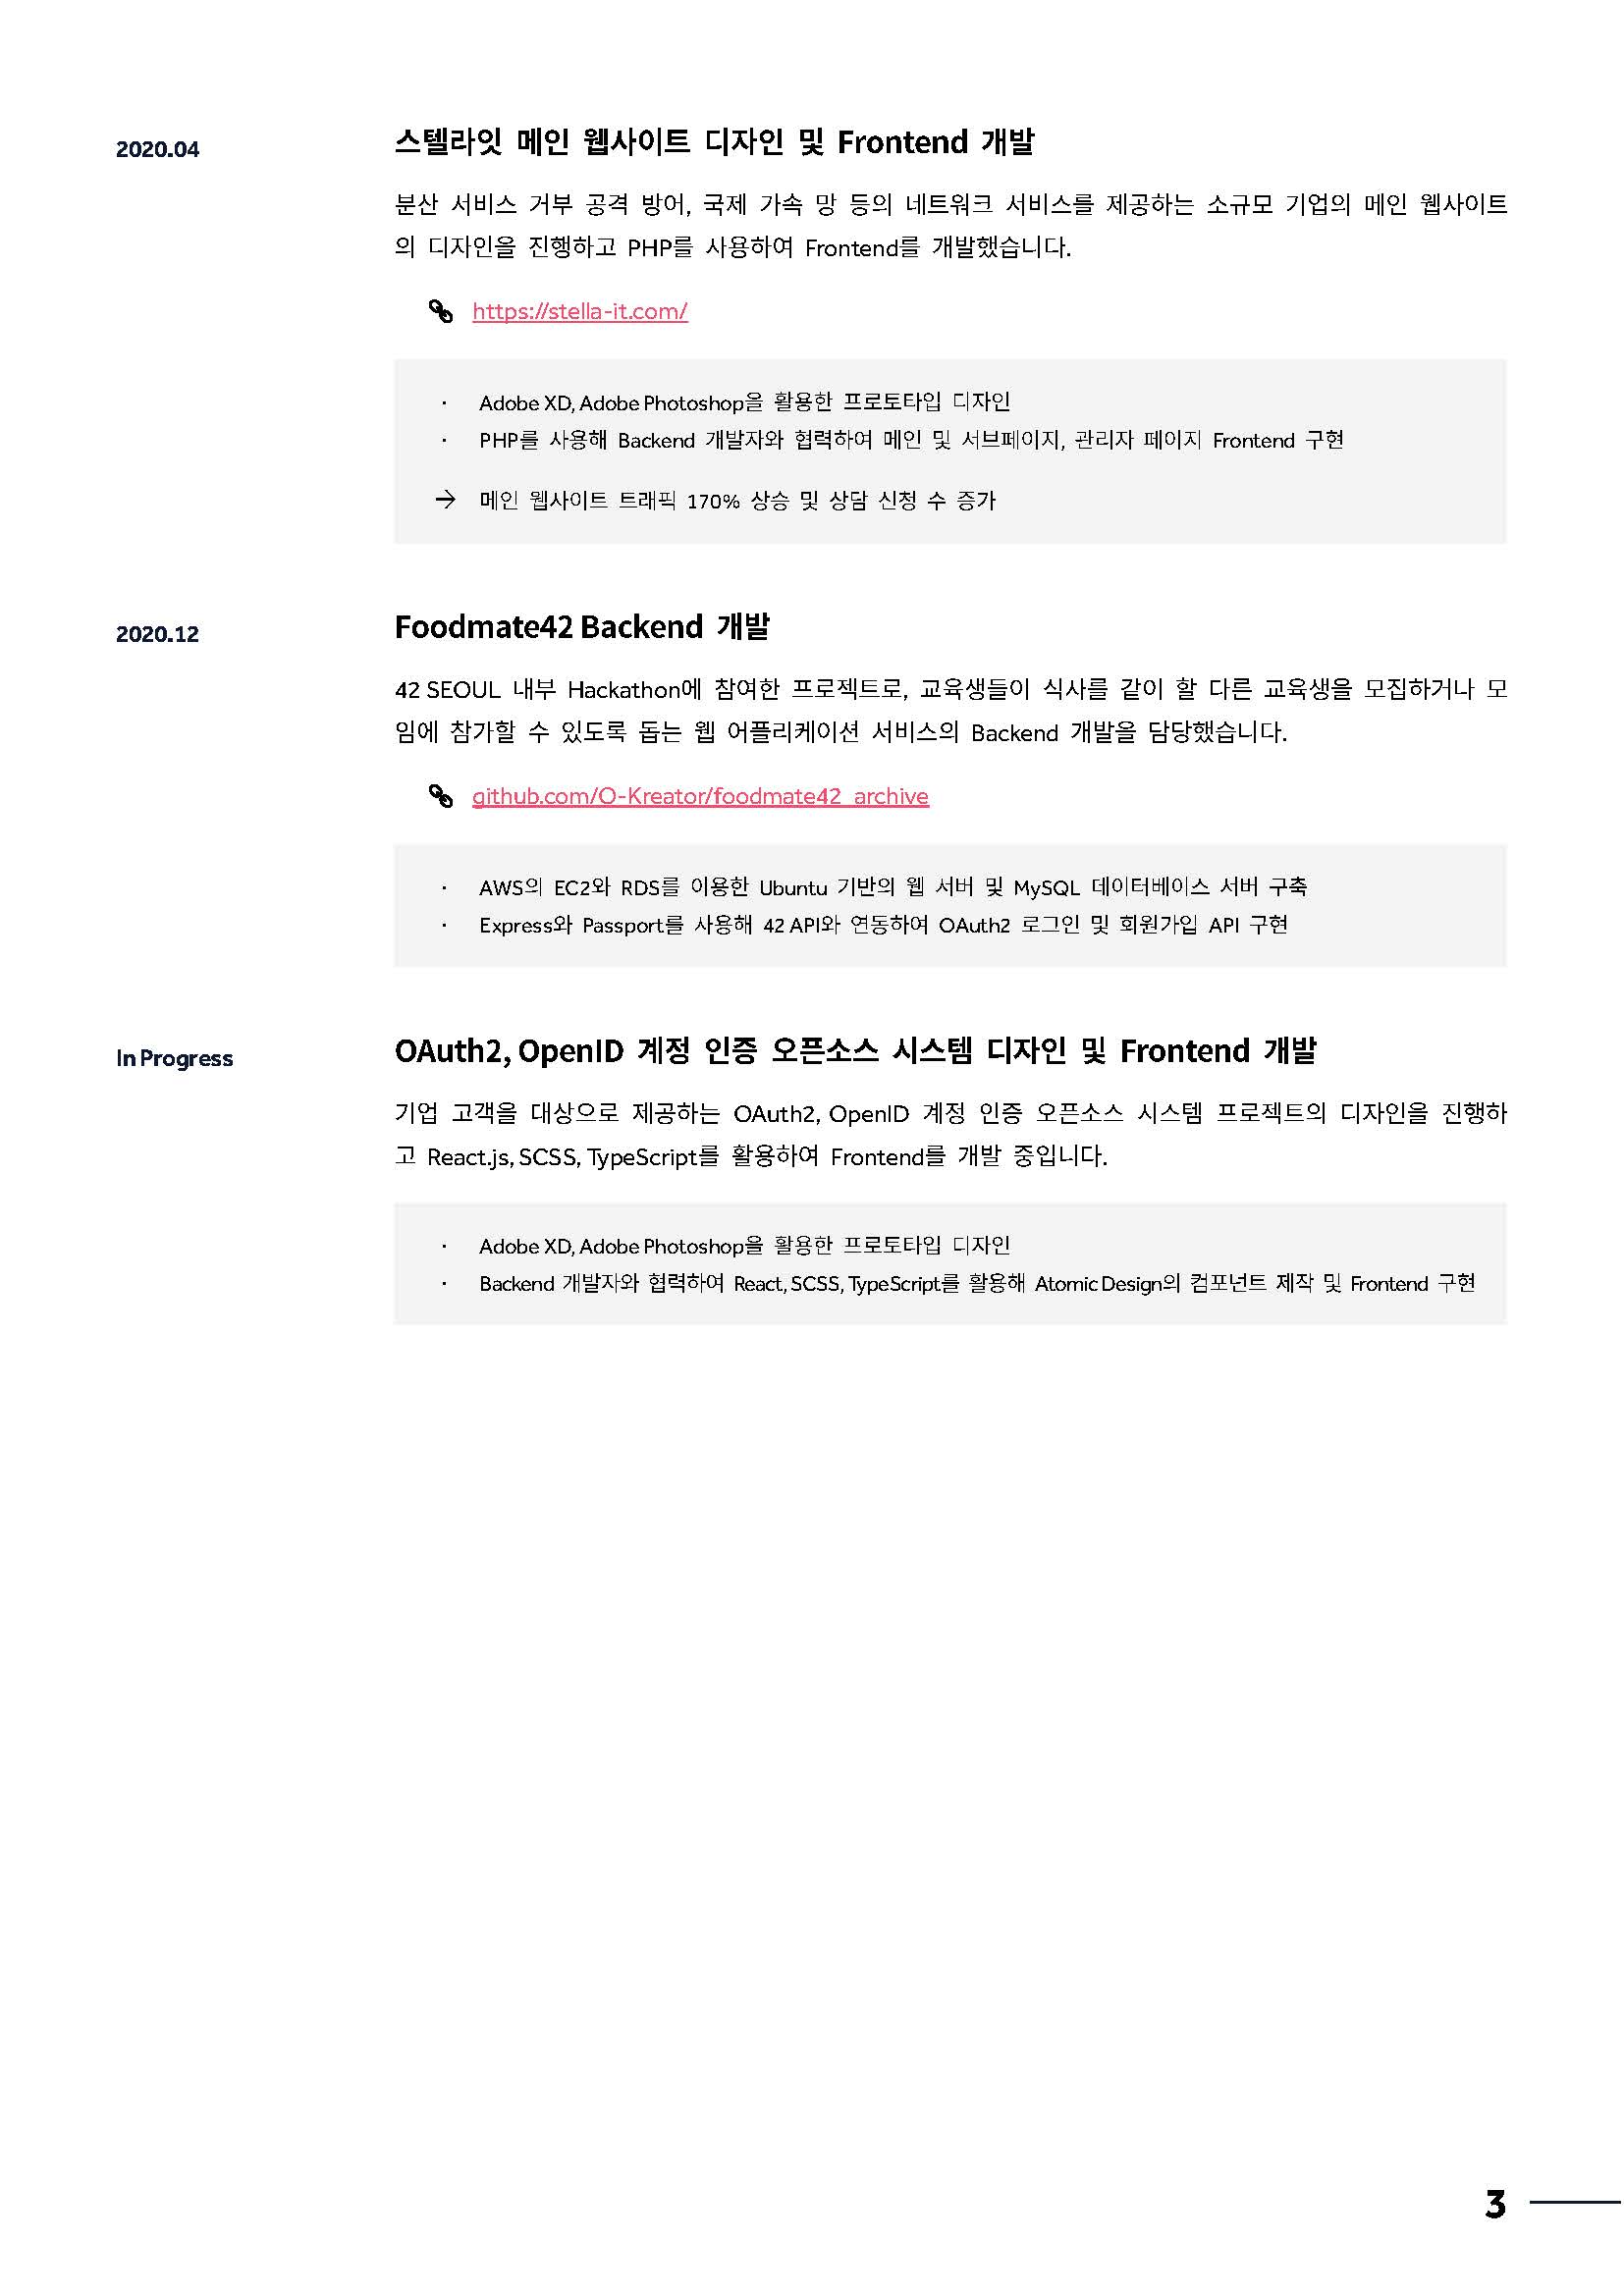 2020.04
스텔라잇 메인 웹사이트 디자인 및 Frontend 개발
분산 서비스 거부 공격 방어, 국제 가속 망 등의 네트워크 서비스를 제공하는 소규모 기업의 메인 웹사이트
의 디자인을 진행하고 PHP를 사용하여 Frontend를 개발했습니다.
https://stella-it.com/
· Adobe XD, Adobe Photoshop을 활용한 프로토타입 디자인
· PHP를 사용해 Backend 개발자와 협력하여 메인 및 서브페이지, 관리자 페이지 Frontend 구현
→ 메인 웹사이트 트래픽 170% 상승 및 상담 신청 수 증가
2020.12
Foodmate42 Backend 개발
42 SEOUL 내부 Hackathon에 참여한 프로젝트로, 교육생들이 식사를 같이 할 다른 교육생을 모집하거나 모
임에 참가할 수 있도록 돕는 웹 어플리케이션 서비스의 Backend 개발을 담당했습니다.
github.com/O-Kreator/foodmate42_archive
· AWS의 EC2와 RDS를 이용한 Ubuntu 기반의 웹 서버 및 MySQL 데이터베이스 서버 구축
· Express와 Passport를 사용해 42 API와 연동하여 OAuth2 로그인 및 회원가입 API 구현
In Progress
OAuth2, OpenID 계정 인증 오픈소스 시스템 디자인 및 Frontend 개발
기업 고객을 대상으로 제공하는 OAuth2, OpenID 계정 인증 오픈소스 시스템 프로젝트의 디자인을 진행하
고 React.js, SCSS, TypeScript를 활용하여 Frontend를 개발 중입니다.
· Adobe XD, Adobe Photoshop을 활용한 프로토타입 디자인
· Backend 개발자와 협력하여 React, SCSS, TypeScript를 활용해 Atomic Design의 컴포넌트 제작 및 Frontend 구현
3